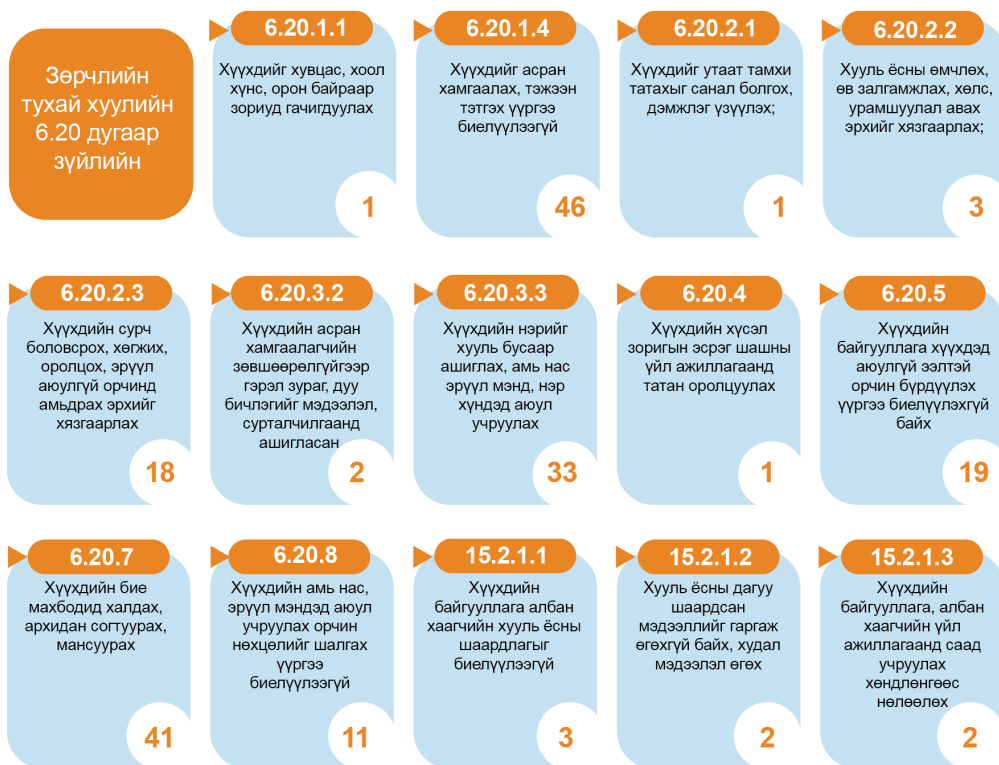 Зөрчлийн
тухай хуулийн
6.20 дугаар
зүйлийн
6.20.1.1
Хүүхдийг хувцас, хоол
хүнс, орон байраар
зориуд гачигдуулах
1
6.20.1.4
Хүүхдийг асран
хамгаалах, тэжээн
тэтгэх үүргээ
биелүүлээгүй
46
6.20.2.1
Хүүхдийг утаат тамхи
татахыг санал болгох,
дэмжлэг үзүүлэх;
1
6.20.2.2
Хууль ёсны өмчлөх,
өв залгамжлах, хөлс,
урамшуулал авах
эрхийг хязгаарлах;
3
6.20.2.3
Хүүхдийн сурч
боловсрох, хөгжих,
оролцох, эрүүл
аюулгүй орчинд
амьдрах эрхийг
хязгаарлах
18
6.20.3.2
Хүүхдийн асран
хамгаалагчийн
зөвшөөрөлгүйгээр
гэрэл зураг, дуу
бичлэгийг мэдээлэл,
сурталчилгаанд
ашигласан
2
6.20.3.3
Хүүхдийн нэрийг
хууль бусаар
ашиглах, амь нас
эрүүл мэнд, нэр
хүндэд аюул
учруулах
33
6.20.4
Хүүхдийн хүсэл
зоригын эсрэг шашны
үйл ажиллагаанд
татан оролцуулах
1
6.20.5
Хүүхдийн
байгууллага хүүхдэд
аюулгүй ээлтэй
орчин бүрдүүлэх
үүргээ биелүүлэхгүй
байх
19
6.20.7
Хүүхдийн бие
махбодид халдах,
архидан согтуурах,
мансуурах
41
6.20.8
Хүүхдийн амь нас,
эрүүл мэндэд аюул
учруулах орчин
нөхцөлийг шалгах
үүргээ
биелүүлээгүй
11
15.2.1.1
Хүүхдийн
байгууллага албан
хаагчийн хууль ёсны
шаардлагыг
биелүүлээгүй
3
15.2.1.2
Хууль ёсны дагуу
шаардсан
мэдээллийг гаргаж
өгөхгүй байх, худал
мэдээлэл өгөх
2
15.2.1.3
Хүүхдийн
байгууллага, албан
хаагчийн үйл
ажиллагаанд саад
учруулах
хөндлөнгөөс
нөлөөлөх
2